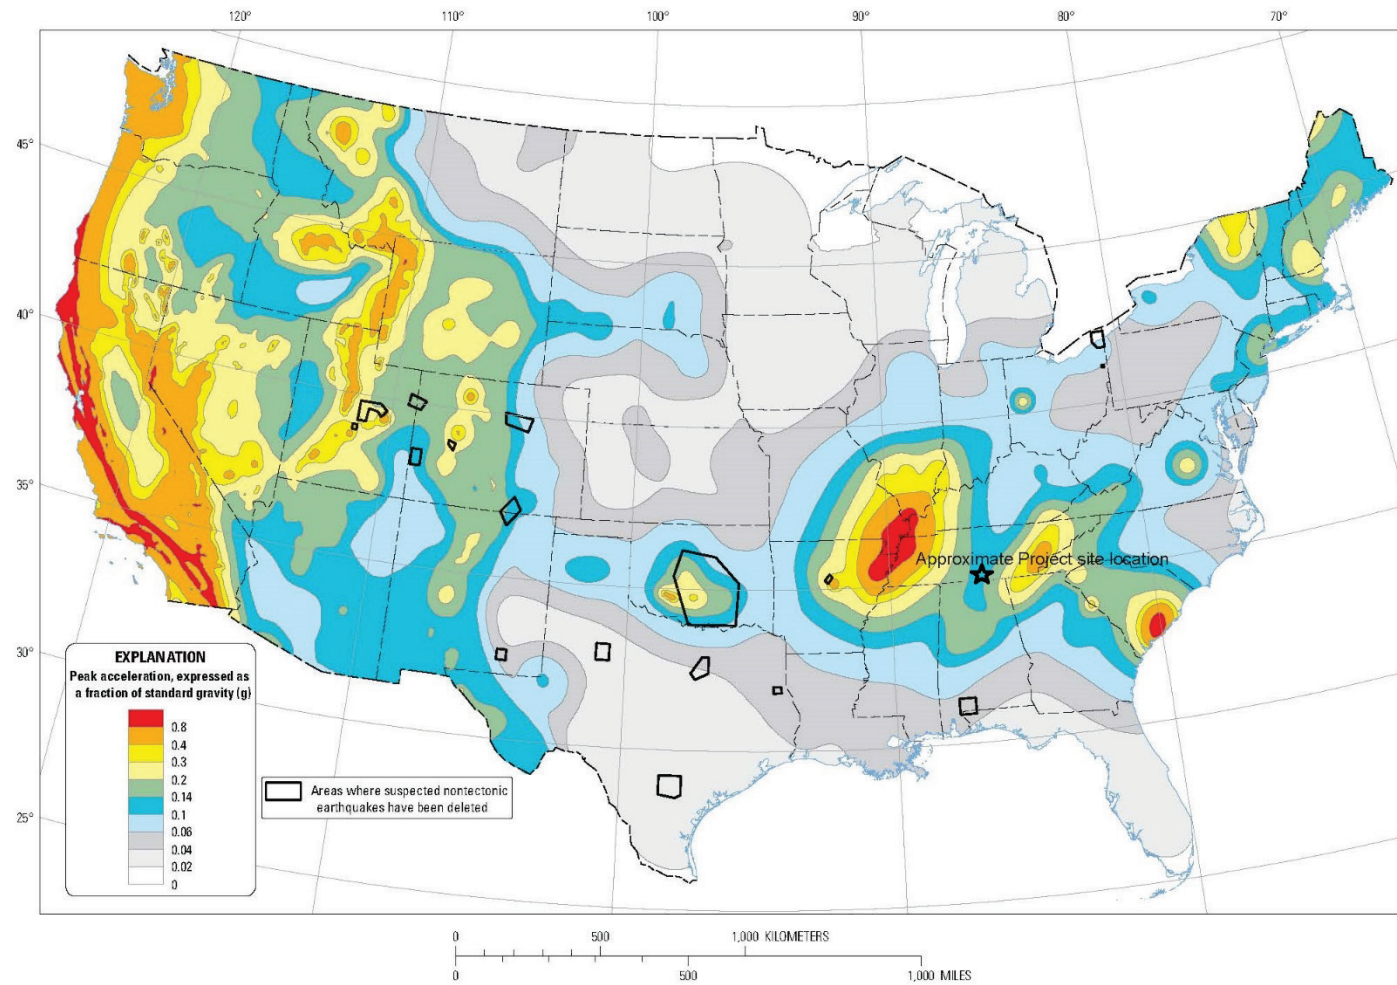 120° 110° 100° 90° 80° 70°
45°
40°
35°
Approximate Project site location
30°
EXPLANATION
Peak acceleration, expressed as
a fraction of standard gravity (g)
0.8
0.4
0.3
0.2
0.14
0.1
0.06
0.04
0.02
0
Areas where suspected nontectonic
earthquakes have been deleted
25°
0 500 1,000 KILOMETERS
0 500 1,000 MILES